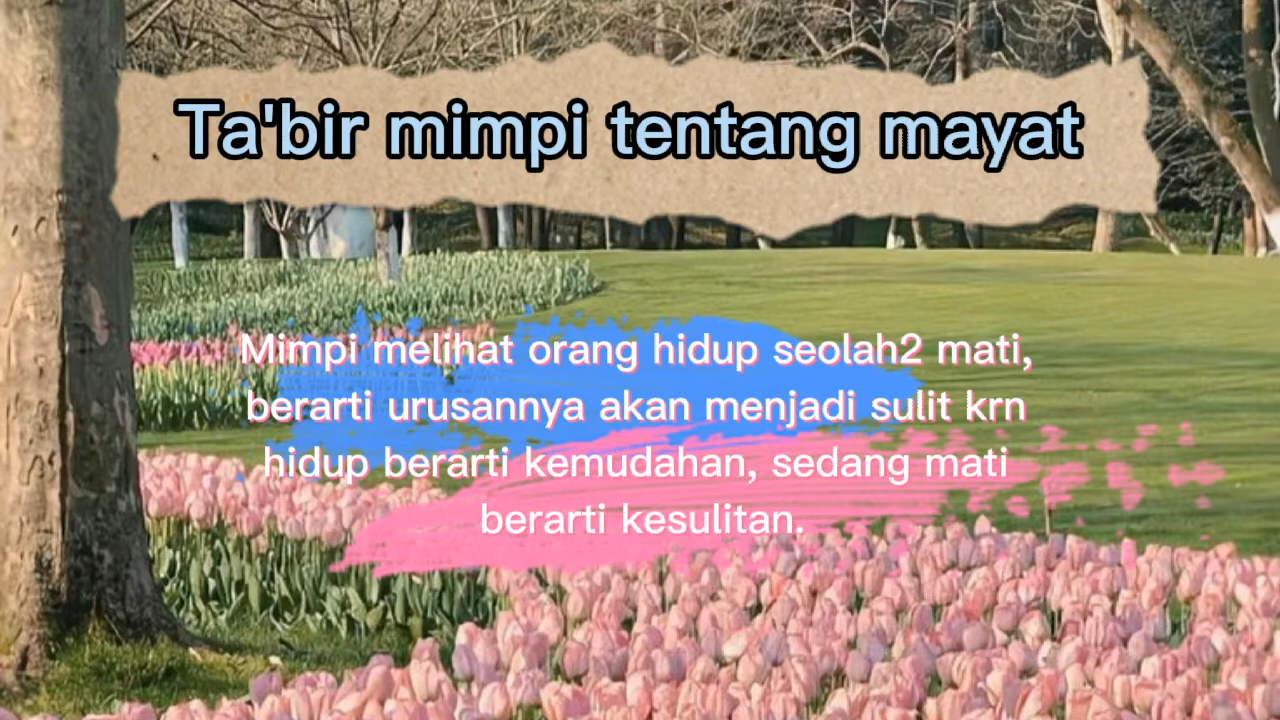 Ta'bir mimpi tentang mayat
Mimpi melihat orang hidup seolah2 mati,
berarti urusannya akan menjadi sulit krn
hidup berarti kemudahan, sedang mati
berarti kesulitan.